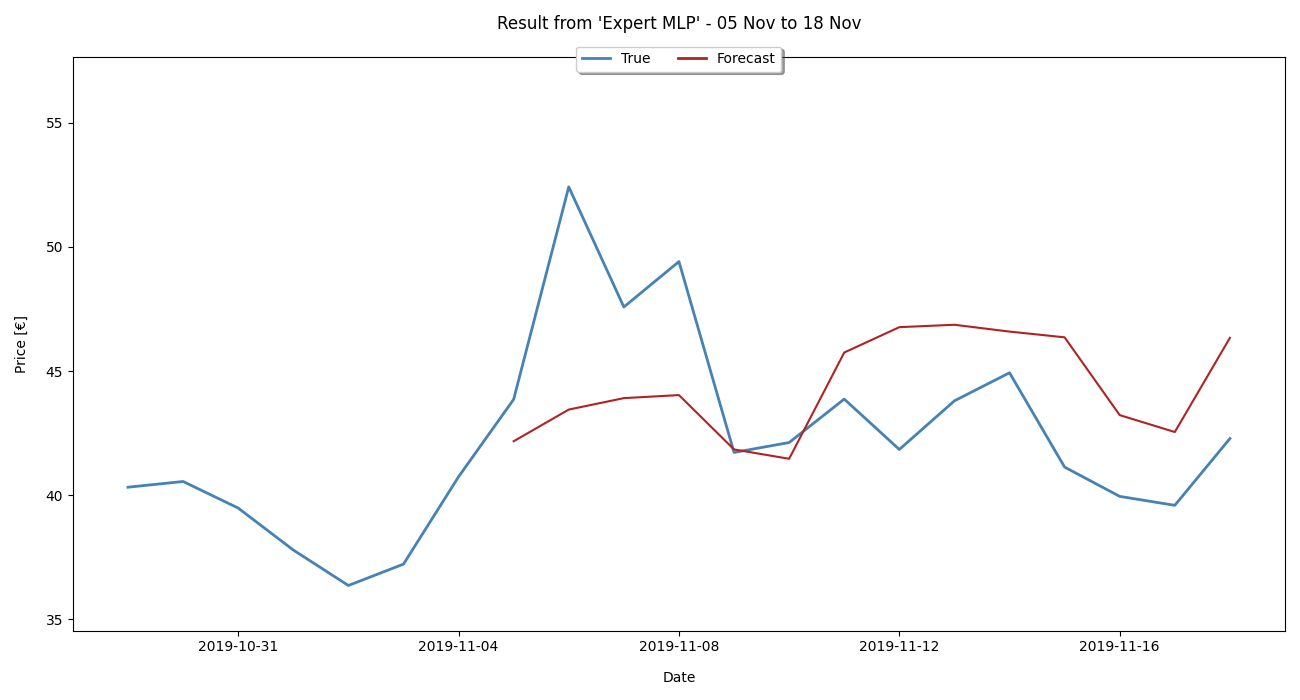 Result from 'Expert MLP' - 05 Nov to 18 Nov
True Forecast
55
50
45
40
35
Price [€]
2019-10-31 2019-11-04 2019-11-08 2019-11-12 2019-11-16
Date